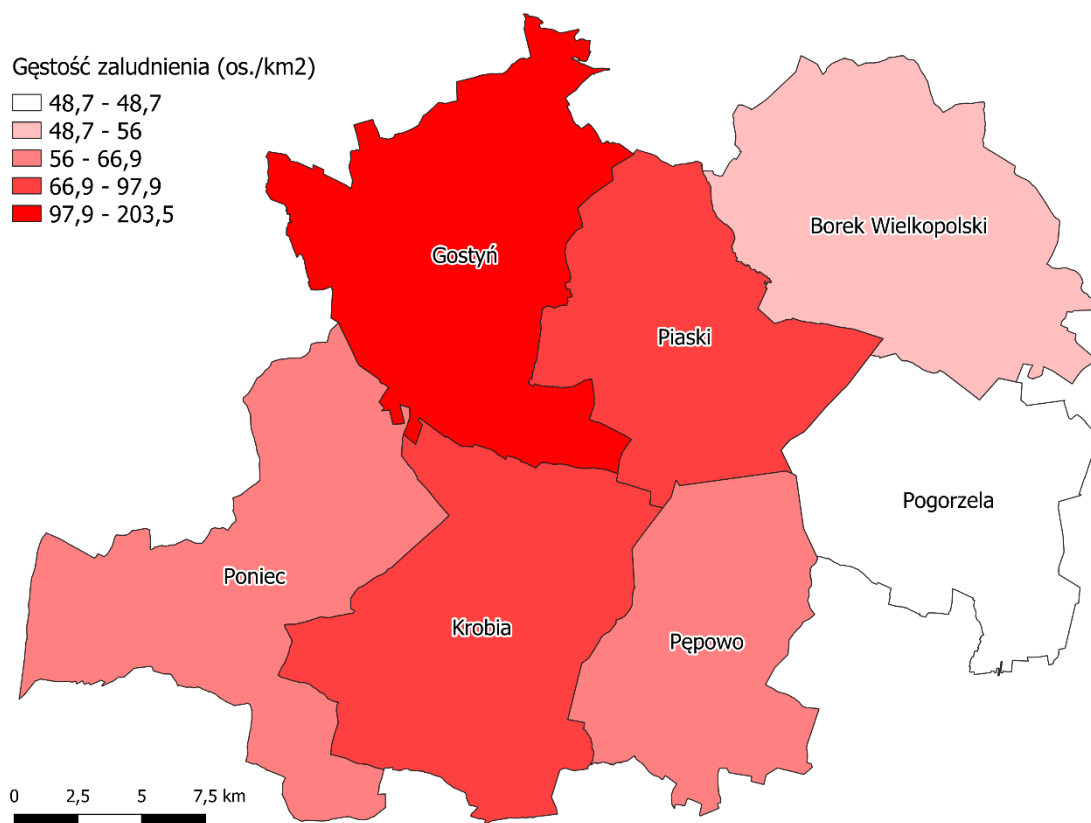 Gęstość zaludnienia (os./km2)
48,7 - 48,7
48,7 - 56
56 - 66,9
66,9 - 97,9
97,9 - 203,5
Borek Wielkopolski
Gostyń
Piaski
Pogorzela
Poniec
Krobia
Pępowo
0 2,5 5 7,5 km